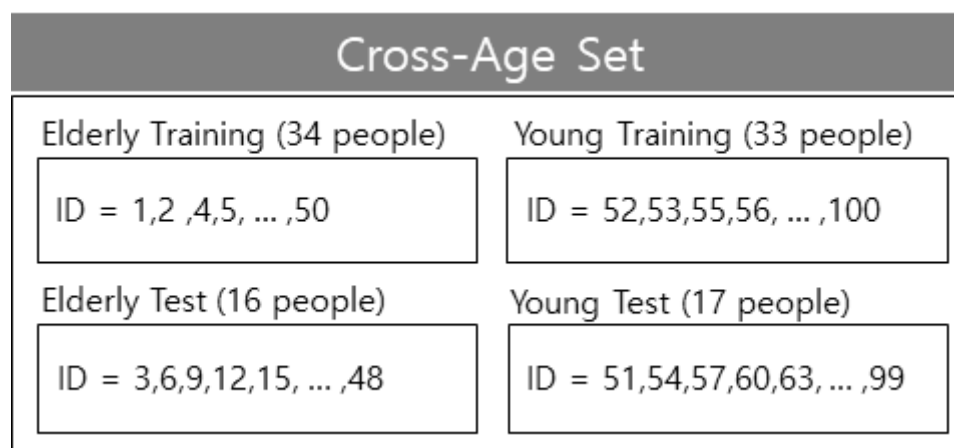 Cross-Age Set
Elderly Training (34 people)
ID = 1,2 ,4,5, ... ,50
Young Training (33 people)
ID = 52,53,55,56, ... ,100
Elderly Test (16 people)
ID = 3,6,9,12,15, ... ,48
Young Test (17 people)
ID = 51,54,57,60,63, ... ,99